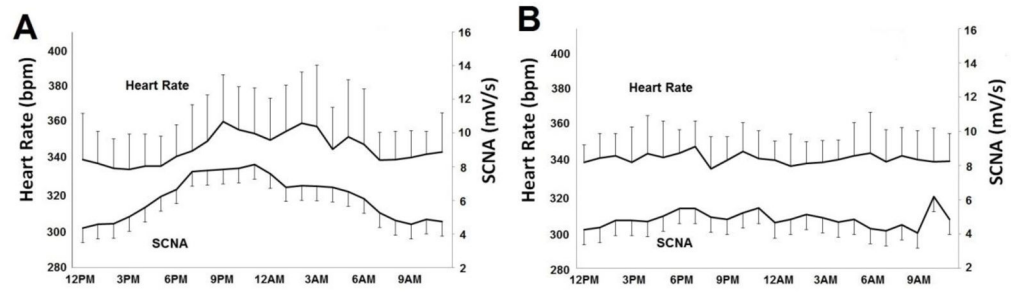 A
Heart Rate (bpm)
400
380
360
340
320
300
280
Heart Rate
SCNA
12PM 3PM 6PM 9PM 12AM 3AM 6AM 9AM
16
14
12
10
8
6
4
2
SCNA (mV/s)
B
Heart Rate (bpm)
400
380
360
340
320
300
280
Heart Rate
SCNA
12PM 3PM 6PM 9PM 12AM 3AM 6AM 9AM
16
14
12
10
8
6
4
2
SCNA (mV/s)